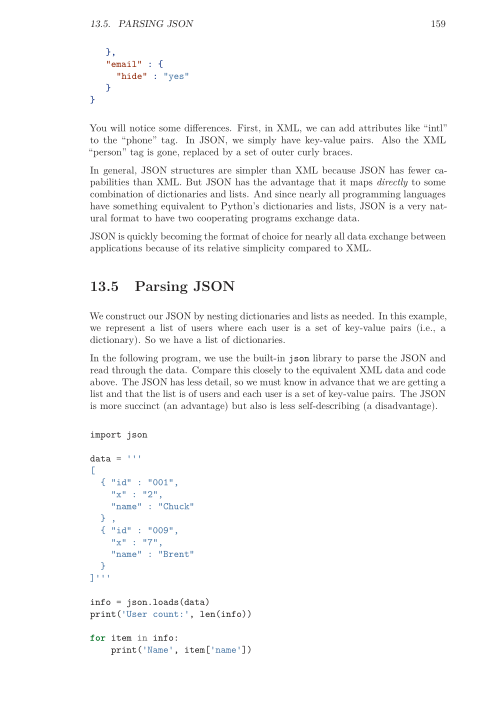 13.5. PARSING JSON 159
},
"email" : {
"hide" : "yes"
}
}
You will notice some differences. First, in XML, we can add attributes like “intl”
to the “phone” tag. In JSON, we simply have key-value pairs. Also the XML
“person” tag is gone, replaced by a set of outer curly braces.
In general, JSON structures are simpler than XML because JSON has fewer ca-
pabilities than XML. But JSON has the advantage that it maps directly to some
combination of dictionaries and lists. And since nearly all programming languages
have something equivalent to Python’s dictionaries and lists, JSON is a very nat-
ural format to have two cooperating programs exchange data.
JSON is quickly becoming the format of choice for nearly all data exchange between
applications because of its relative simplicity compared to XML.
13.5 Parsing JSON
We construct our JSON by nesting dictionaries and lists as needed. In this example,
we represent a list of users where each user is a set of key-value pairs (i.e., a
dictionary). So we have a list of dictionaries.
In the following program, we use the built-in json library to parse the JSON and
read through the data. Compare this closely to the equivalent XML data and code
above. The JSON has less detail, so we must know in advance that we are getting a
list and that the list is of users and each user is a set of key-value pairs. The JSON
is more succinct (an advantage) but also is less self-describing (a disadvantage).
import json
data = '''
[
{ "id" : "001",
"x" : "2",
"name" : "Chuck"
} ,
{ "id" : "009",
"x" : "7",
"name" : "Brent"
}
]'''
info = json.loads(data)
print('User count:', len(info))
for item in info:
print('Name', item['name'])